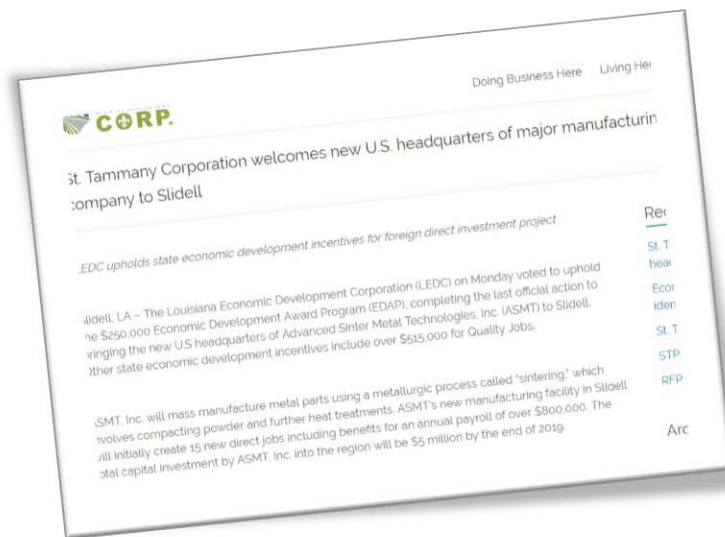 Doing Business Here Living Her
CORP.
St. Tammany Corporation welcomes new U.S. headquarters of major manufacturin
company to Slidell
LEDC upholds state economic development incentives for foreign direct investment project
Slidell, LA – The Louisiana Economic Development Corporation (LEDC) on Monday voted to uphold
he $250,000 Economic Development Award Program (EDAP), completing the last official action to
ringing the new U.S headquarters of Advanced Sinter Metal Technologies, Inc. (ASMT) to Slidell.
Other state economic development incentives include over $515,000 for Quality Jobs.
ASMT, Inc. will mass manufacture metal parts using a metallurgic process called "sintering," which
nvolves compacting powder and further heat treatments. ASMT's new manufacturing facility in Slidell
will initially create 15 new direct jobs including benefits for an annual payroll of over $800,000. The
otal capital investment by ASMT, Inc. into the region will be $5 million by the end of 2019.
Rec
St. T
head
Econ
iden
St. T
STP
RFP
Arc